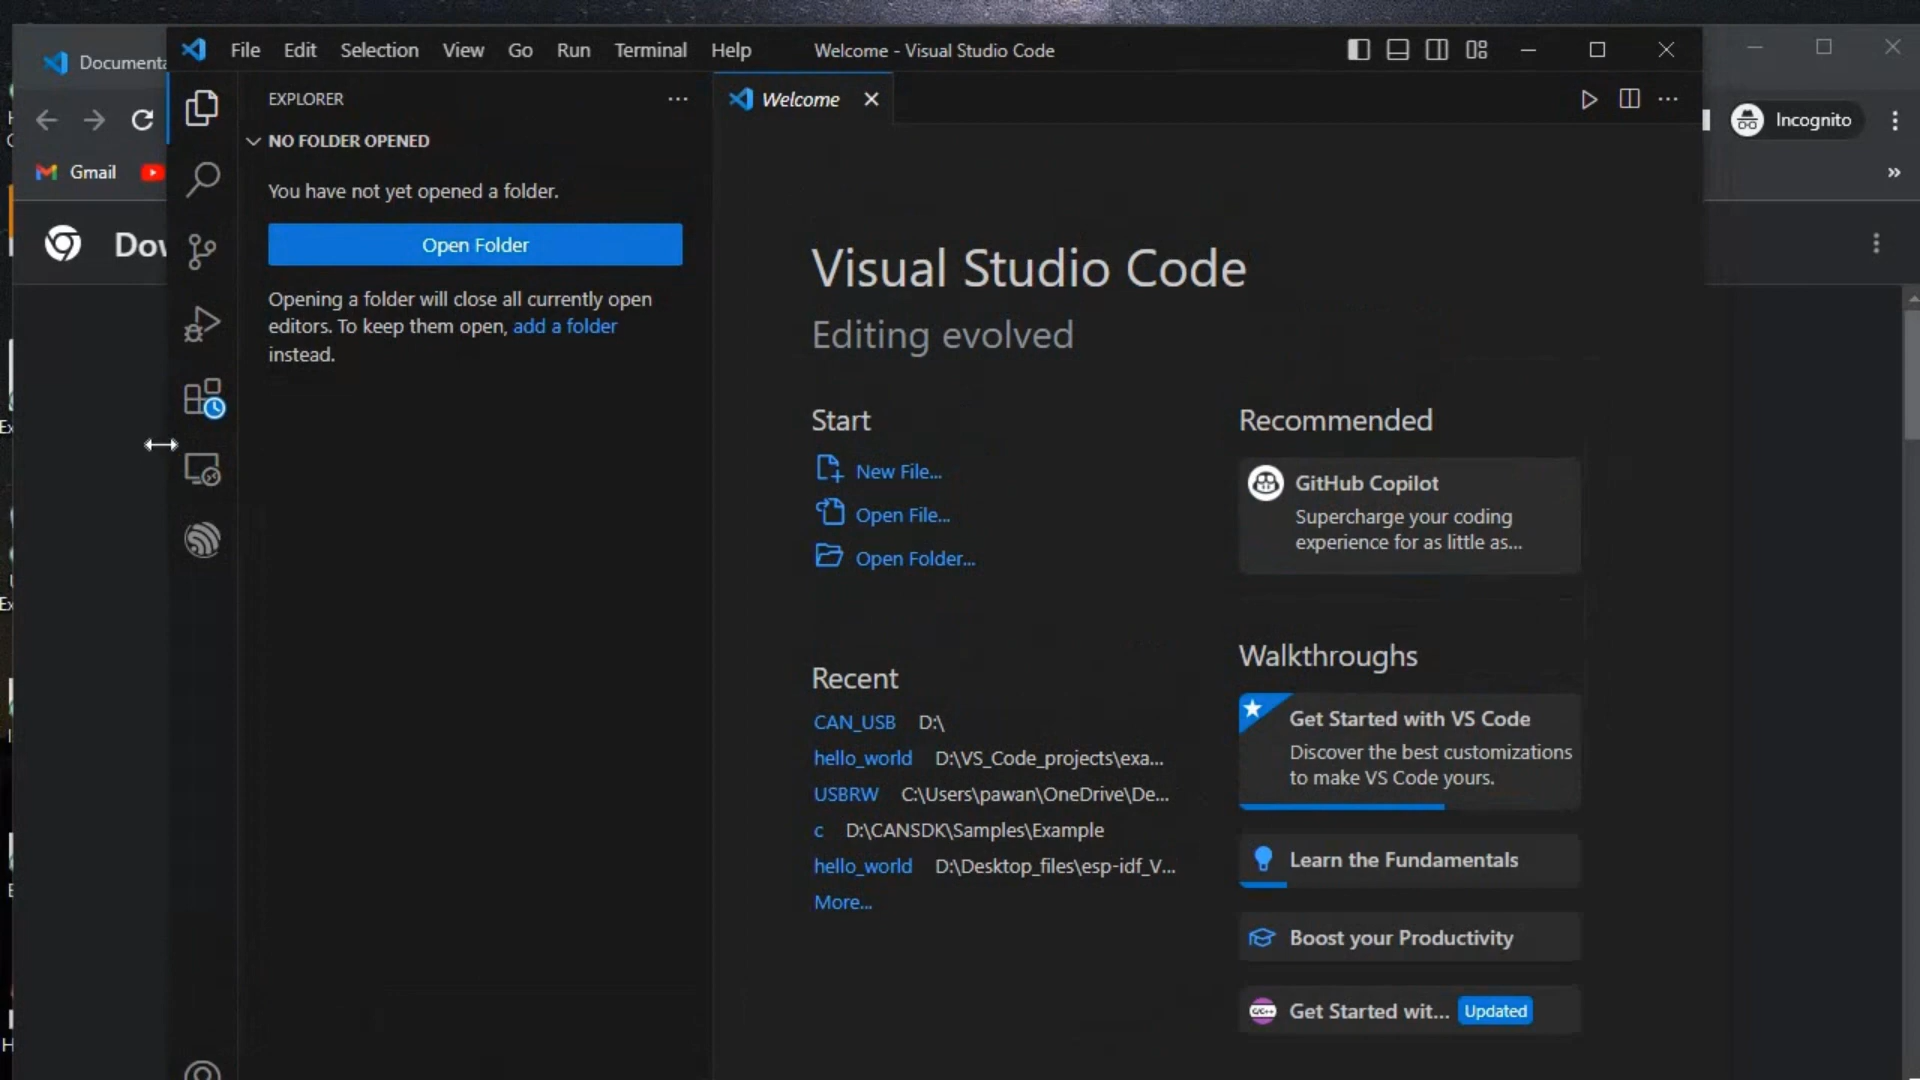 Documenta
File Edit Selection View Go Run Terminal Help
Welcome - Visual Studio Code
EXPLORER
Welcome
Incognito
NO FOLDER OPENED
Gmail
You have not yet opened a folder.
Open Folder
Dow
Opening a folder will close all currently open
editors. To keep them open, add a folder
instead.
Visual Studio Code
Editing evolved
Start
New File...
Open File...
Open Folder...
Recommended
GitHub Copilot
Supercharge your coding
experience for as little as...
Recent
CAN_USB D:\
hello_world D:\VS_Code_projects\exa...
USBRW C:\Users\pawan\OneDrive\De...
c D:\CANSDK\Samples\Example
hello_world D:\Desktop_files\esp-idf_V...
More...
Walkthroughs
Get Started with VS Code
Discover the best customizations
to make VS Code yours.
Learn the Fundamentals
Boost your Productivity
Get Started wit... Updated